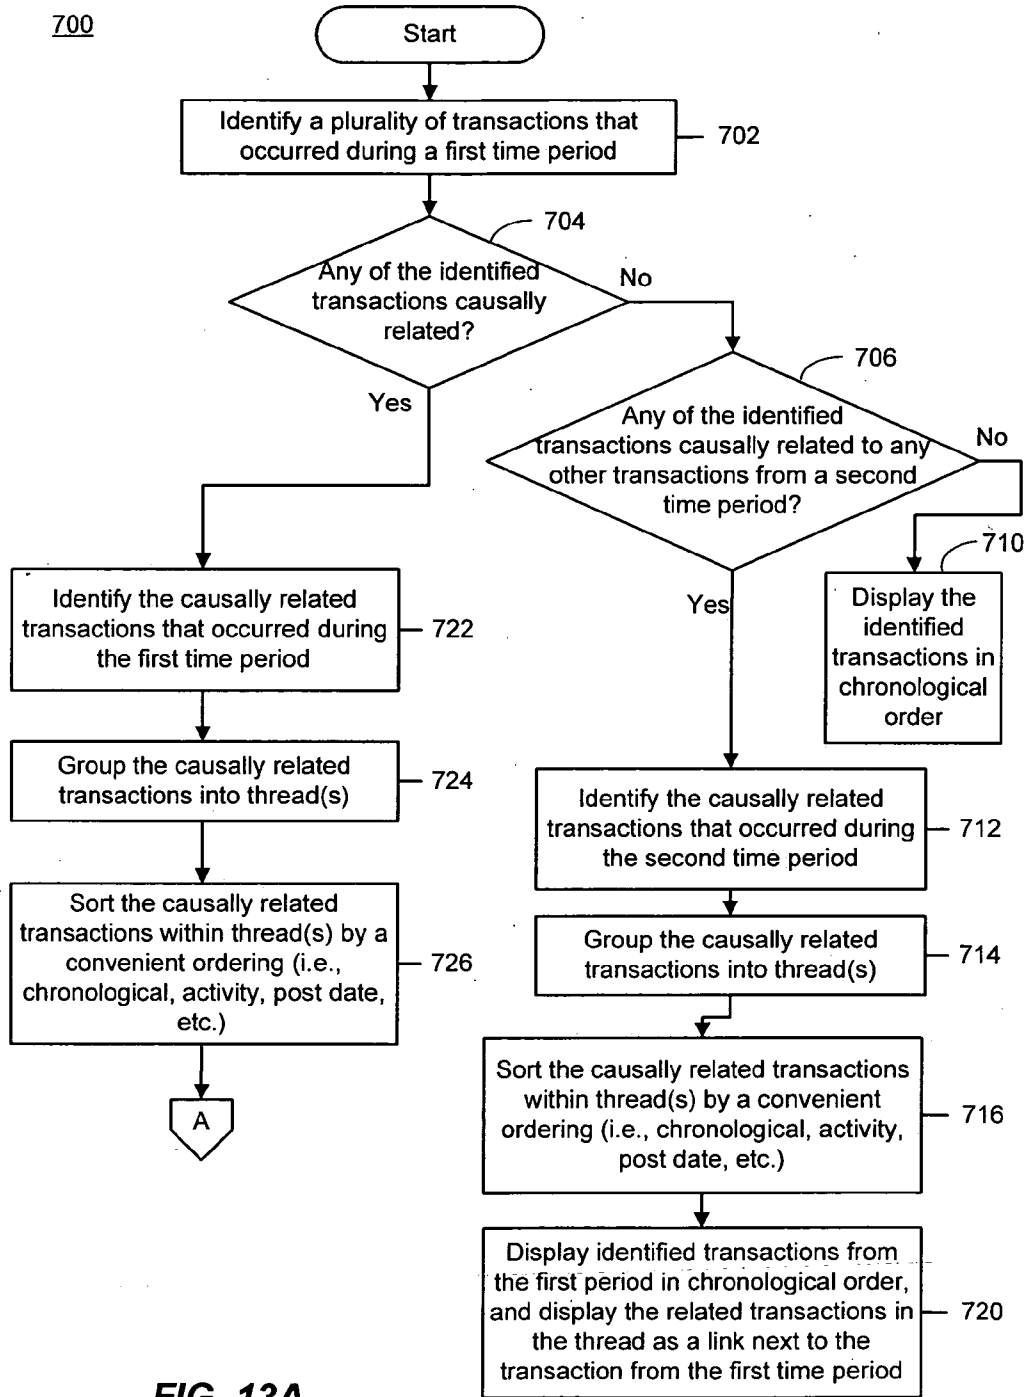 700
Start
Identify a plurality of transactions that
occurred during a first time period
702
704
Any of the identified
transactions causally
related?
No
Yes
706
Any of the identified
transactions causally related to any
other transactions from a second
time period?
No
Yes
710
Display the
identified
transactions in
chronological
order
Identify the causally related
transactions that occurred during
the first time period
722
Group the causally related
transactions into thread(s)
724
Sort the causally related
transactions within thread(s) by a
convenient ordering (i.e.,
chronological, activity, post date,
etc.)
726
A
Identify the causally related
transactions that occurred during
the second time period
712
Group the causally related
transactions into thread(s)
714
Sort the causally related transactions
within thread(s) by a convenient
ordering (i.e., chronological, activity,
post date, etc.)
716
Display identified transactions from
the first period in chronological order,
and display the related transactions in
the thread as a link next to the
transaction from the first time period
720
FIG. 13A